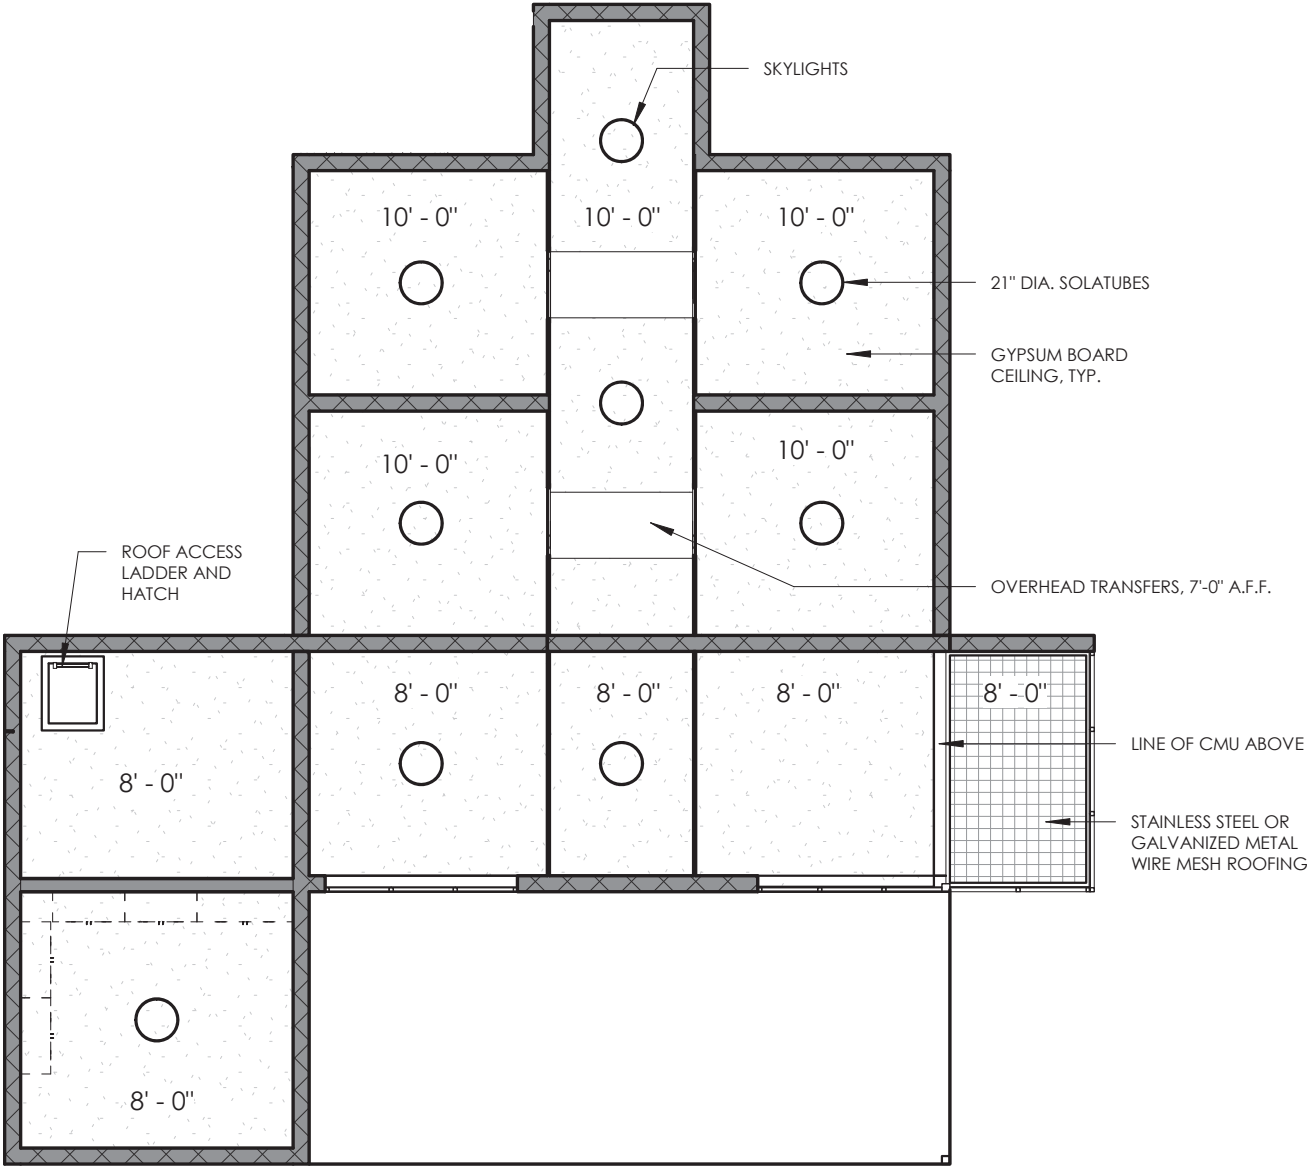 SKYLIGHTS
10' - 0"
10' - 0"
10' - 0"
21" DIA. SOLATUBES
GYPSUM BOARD
CEILING, TYP.
10' - 0"
10' - 0"
ROOF ACCESS
LADDER AND
HATCH
OVERHEAD TRANSFERS, 7'-0" A.F.F.
8' - 0"
8' - 0"
8' - 0"
8' - 0"
LINE OF CMU ABOVE
8' - 0"
STAINLESS STEEL OR
GALVANIZED METAL
WIRE MESH ROOFING
8' - 0"